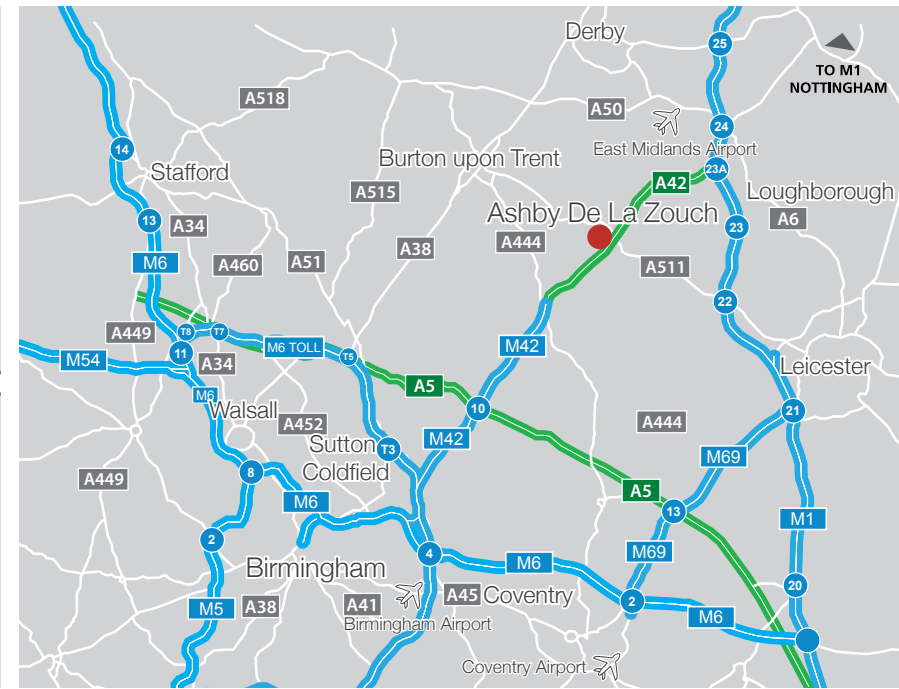 Derby
25
TO M1
NOTTINGHAM
A518
A50
24
East Midlands Airport
14
Stafford
Burton upon Trent
23A
A42
Loughborough
A515
13
A34
Ashby De La Zouch
A6
23
A38
A444
M6
A460
A51
A511
22
A449
T8
T7
M6 TOLL
M42
11
T5
M54
A34
Leicester
M6
A5
Walsall
10
21
A452
A444
M42
Sutton
Coldfield
T3
M69
8
A449
A5
M6
13
M1
2
M69
4
M6
Birmingham
20
A45
Coventry
2
M5
A38
A41
M6
Birmingham Airport
Coventry Airport